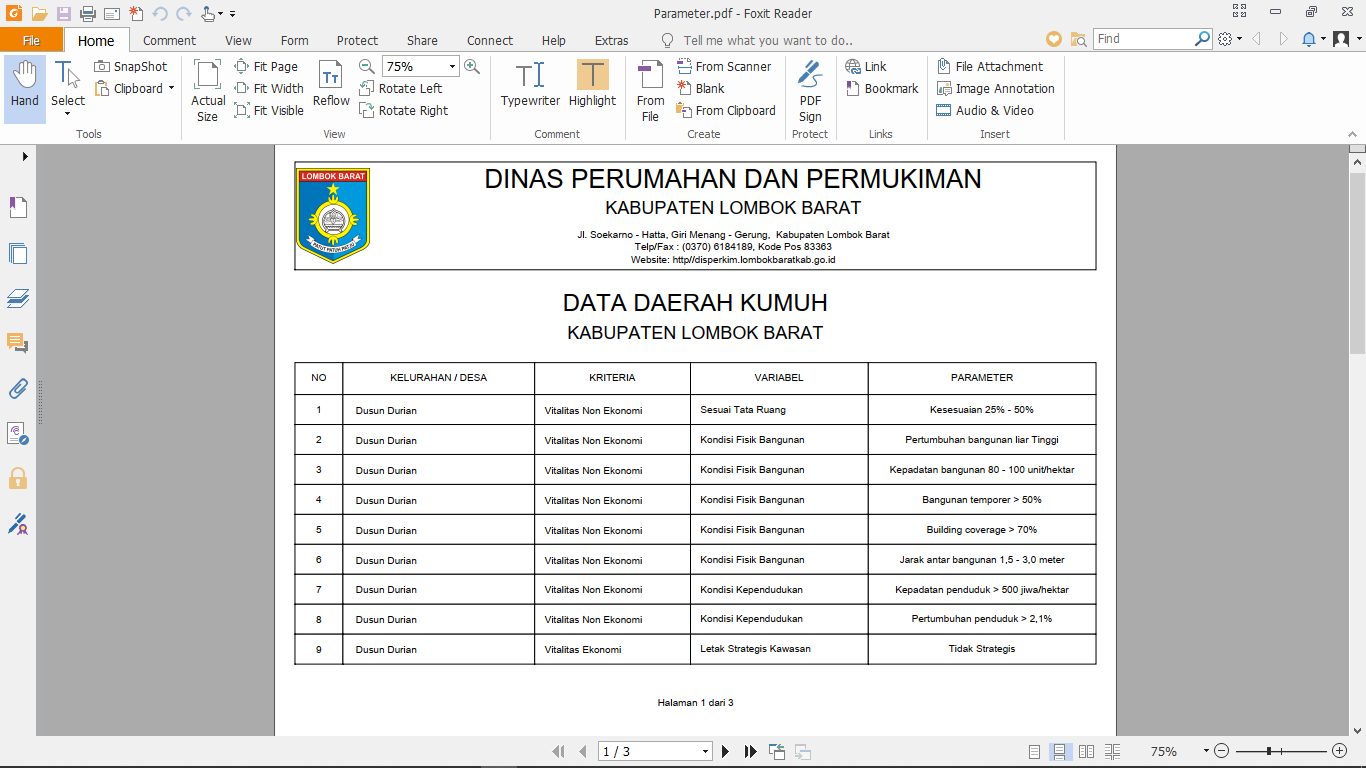 Parameter.pdf - Foxit Reader
File Home Comment View Form Protect Share Connect Help Extras Tell me what you want to do.. Find
Hand
Select
SnapShot
Clipboard
Tools
Actual
Size
Fit Page
Fit Width
Fit Visible
Reflow
75%
Rotate Left
Rotate Right
View
Typewriter
Highlight
Comment
From
File
From Scanner
Blank
From Clipboard
Create
PDF
Sign
Protect
Link
Bookmark
Links
File Attachment
Image Annotation
Audio & Video
Insert
LOMBOK BARAT
PATUT PATUH PATJU
DINAS PERUMAHAN DAN PERMUKIMAN
KABUPATEN LOMBOK BARAT
Jl. Soekarno - Hatta, Giri Menang - Gerung, Kabupaten Lombok Barat
Telp/Fax : (0370) 6184189, Kode Pos 83363
Website: http//disperkim.lombokbaratkab.go.id
DATA DAERAH KUMUH
KABUPATEN LOMBOK BARAT
NO KELURAHAN / DESA KRITERIA VARIABEL PARAMETER
1 Dusun Durian Vitalitas Non Ekonomi Sesuai Tata Ruang Kesesuaian 25% - 50%
2 Dusun Durian Vitalitas Non Ekonomi Kondisi Fisik Bangunan Pertumbuhan bangunan liar Tinggi
3 Dusun Durian Vitalitas Non Ekonomi Kondisi Fisik Bangunan Kepadatan bangunan 80 - 100 unit/hektar
4 Dusun Durian Vitalitas Non Ekonomi Kondisi Fisik Bangunan Bangunan temporer > 50%
5 Dusun Durian Vitalitas Non Ekonomi Kondisi Fisik Bangunan Building coverage > 70%
6 Dusun Durian Vitalitas Non Ekonomi Kondisi Fisik Bangunan Jarak antar bangunan 1,5 - 3,0 meter
7 Dusun Durian Vitalitas Non Ekonomi Kondisi Kependudukan Kepadatan penduduk > 500 jiwa/hektar
8 Dusun Durian Vitalitas Non Ekonomi Kondisi Kependudukan Pertumbuhan penduduk > 2,1%
9 Dusun Durian Vitalitas Ekonomi Letak Strategis Kawasan Tidak Strategis
Halaman 1 dari 3
1 / 3
75%